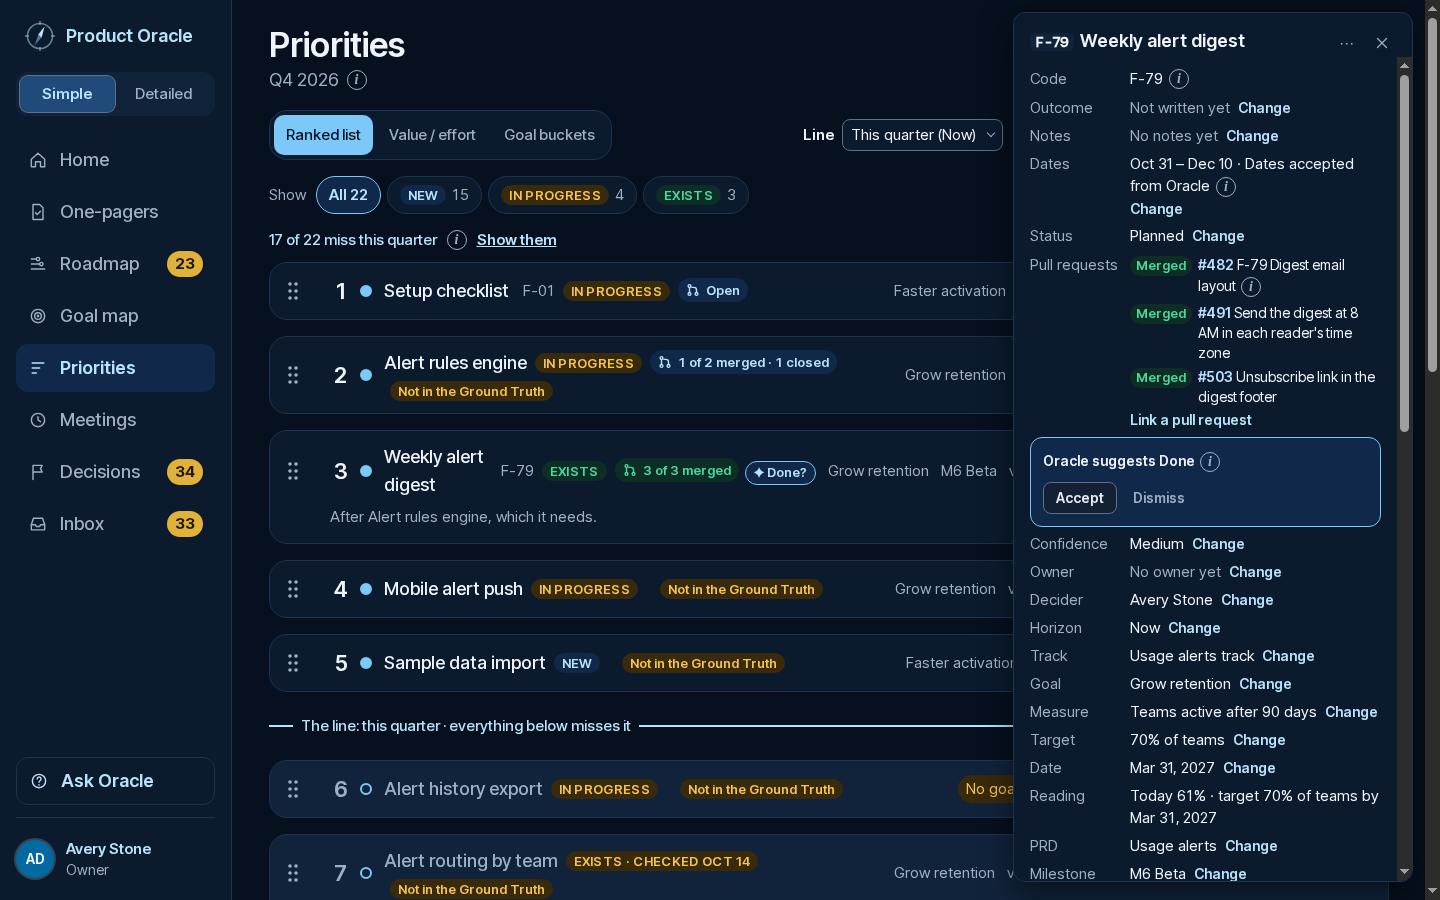 Product Oracle
Simple
Detailed
Home
One-pagers
Roadmap
23
Goal map
Priorities
Meetings
Decisions
34
Inbox
33
Ask Oracle
AD
Avery Stone
Owner
Priorities
Q4 2026 i
Ranked list
Value / effort
Goal buckets
Line
This quarter (Now)
Show
All 22
NEW 15
IN PROGRESS 4
EXISTS 3
17 of 22 miss this quarter i Show them
1 Setup checklist F-01 IN PROGRESS Open Faster activation
2 Alert rules engine IN PROGRESS 1 of 2 merged · 1 closed Grow retention
Not in the Ground Truth
3 Weekly alert
digest
F-79 EXISTS 3 of 3 merged Done? Grow retention M6 Beta
After Alert rules engine, which it needs.
4 Mobile alert push IN PROGRESS Not in the Ground Truth Grow retention
5 Sample data import NEW Not in the Ground Truth Faster activation
The line: this quarter · everything below misses it
6 Alert history export IN PROGRESS Not in the Ground Truth No goa
7 Alert routing by team EXISTS · CHECKED OCT 14 Grow retention
Not in the Ground Truth
F-79 Weekly alert digest ...
Code F-79 i
Outcome Not written yet Change
Notes No notes yet Change
Dates Oct 31 – Dec 10 · Dates accepted
from Oracle i
Change
Status Planned Change
Pull requests Merged #482 F-79 Digest email
layout i
Merged #491 Send the digest at 8
AM in each reader's time
zone
Merged #503 Unsubscribe link in the
digest footer
Link a pull request
Oracle suggests Done i
Accept Dismiss
Confidence Medium Change
Owner No owner yet Change
Decider Avery Stone Change
Horizon Now Change
Track Usage alerts track Change
Goal Grow retention Change
Measure Teams active after 90 days Change
Target 70% of teams Change
Date Mar 31, 2027 Change
Reading Today 61% · target 70% of teams by
Mar 31, 2027
PRD Usage alerts Change
Milestone M6 Beta Change